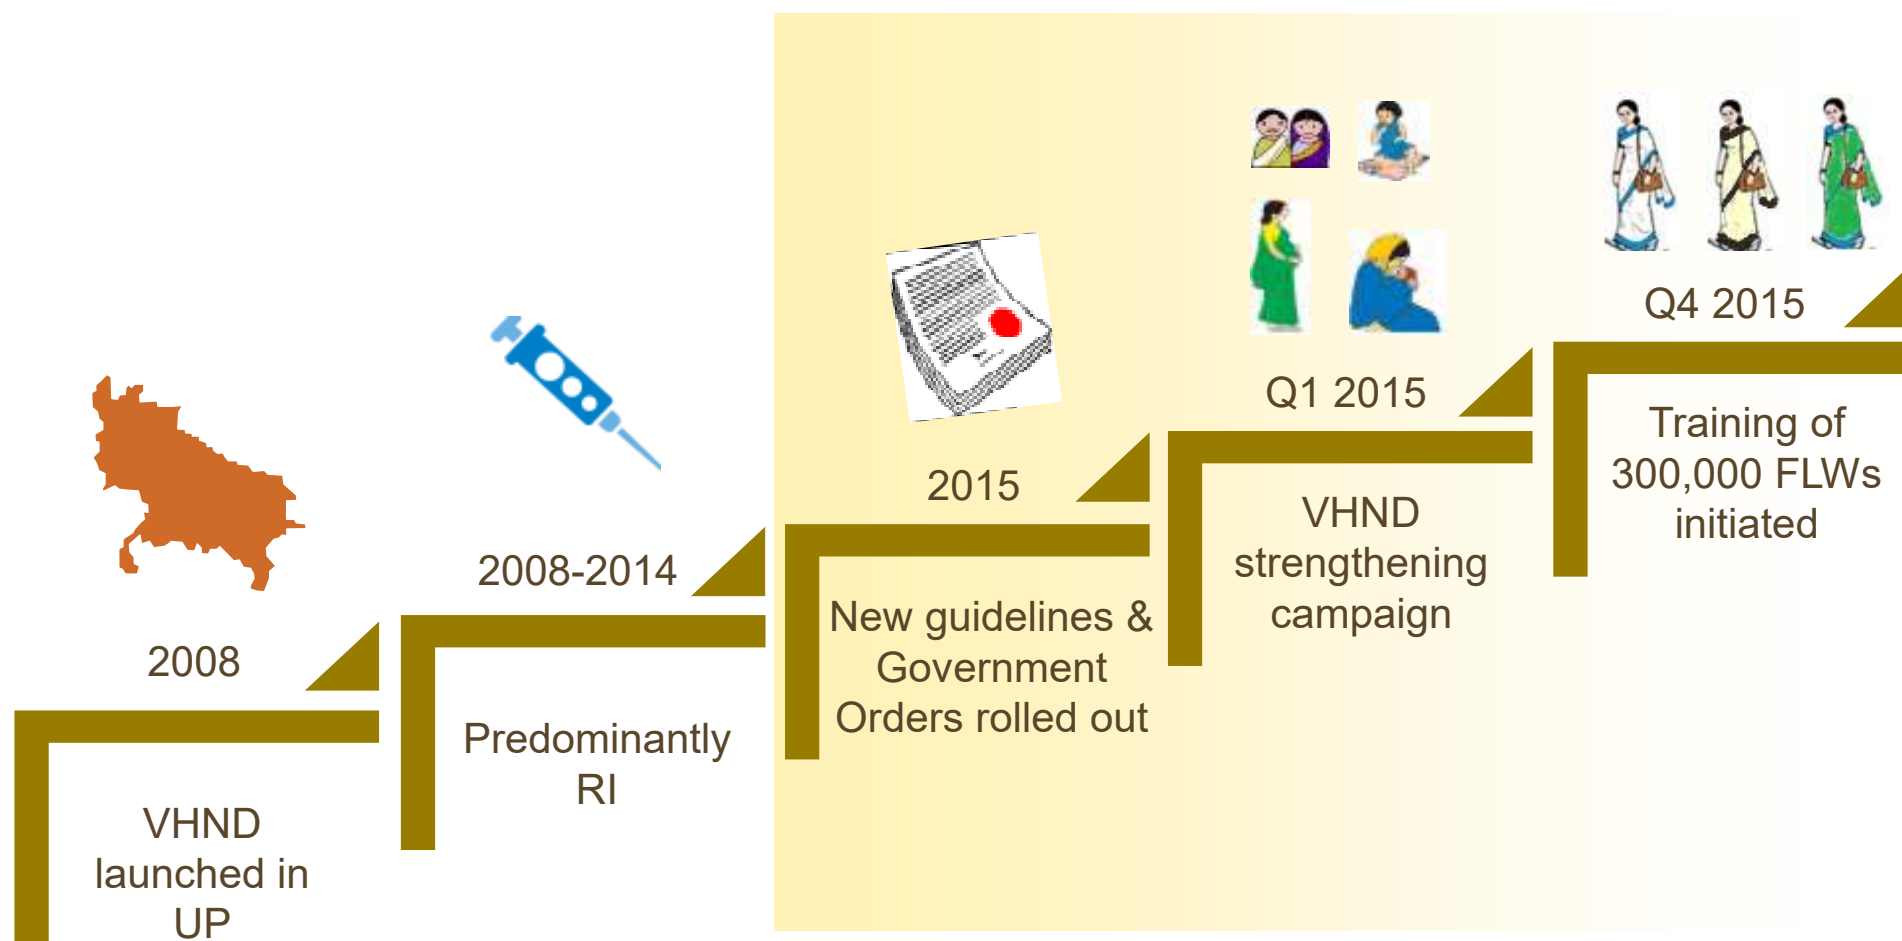 2008
VHND
launched in
UP
2008-2014
Predominantly
RI
2015
New guidelines &
Government
Orders rolled out
Q1 2015
VHND
strengthening
campaign
Q4 2015
Training of
300,000 FLWs
initiated